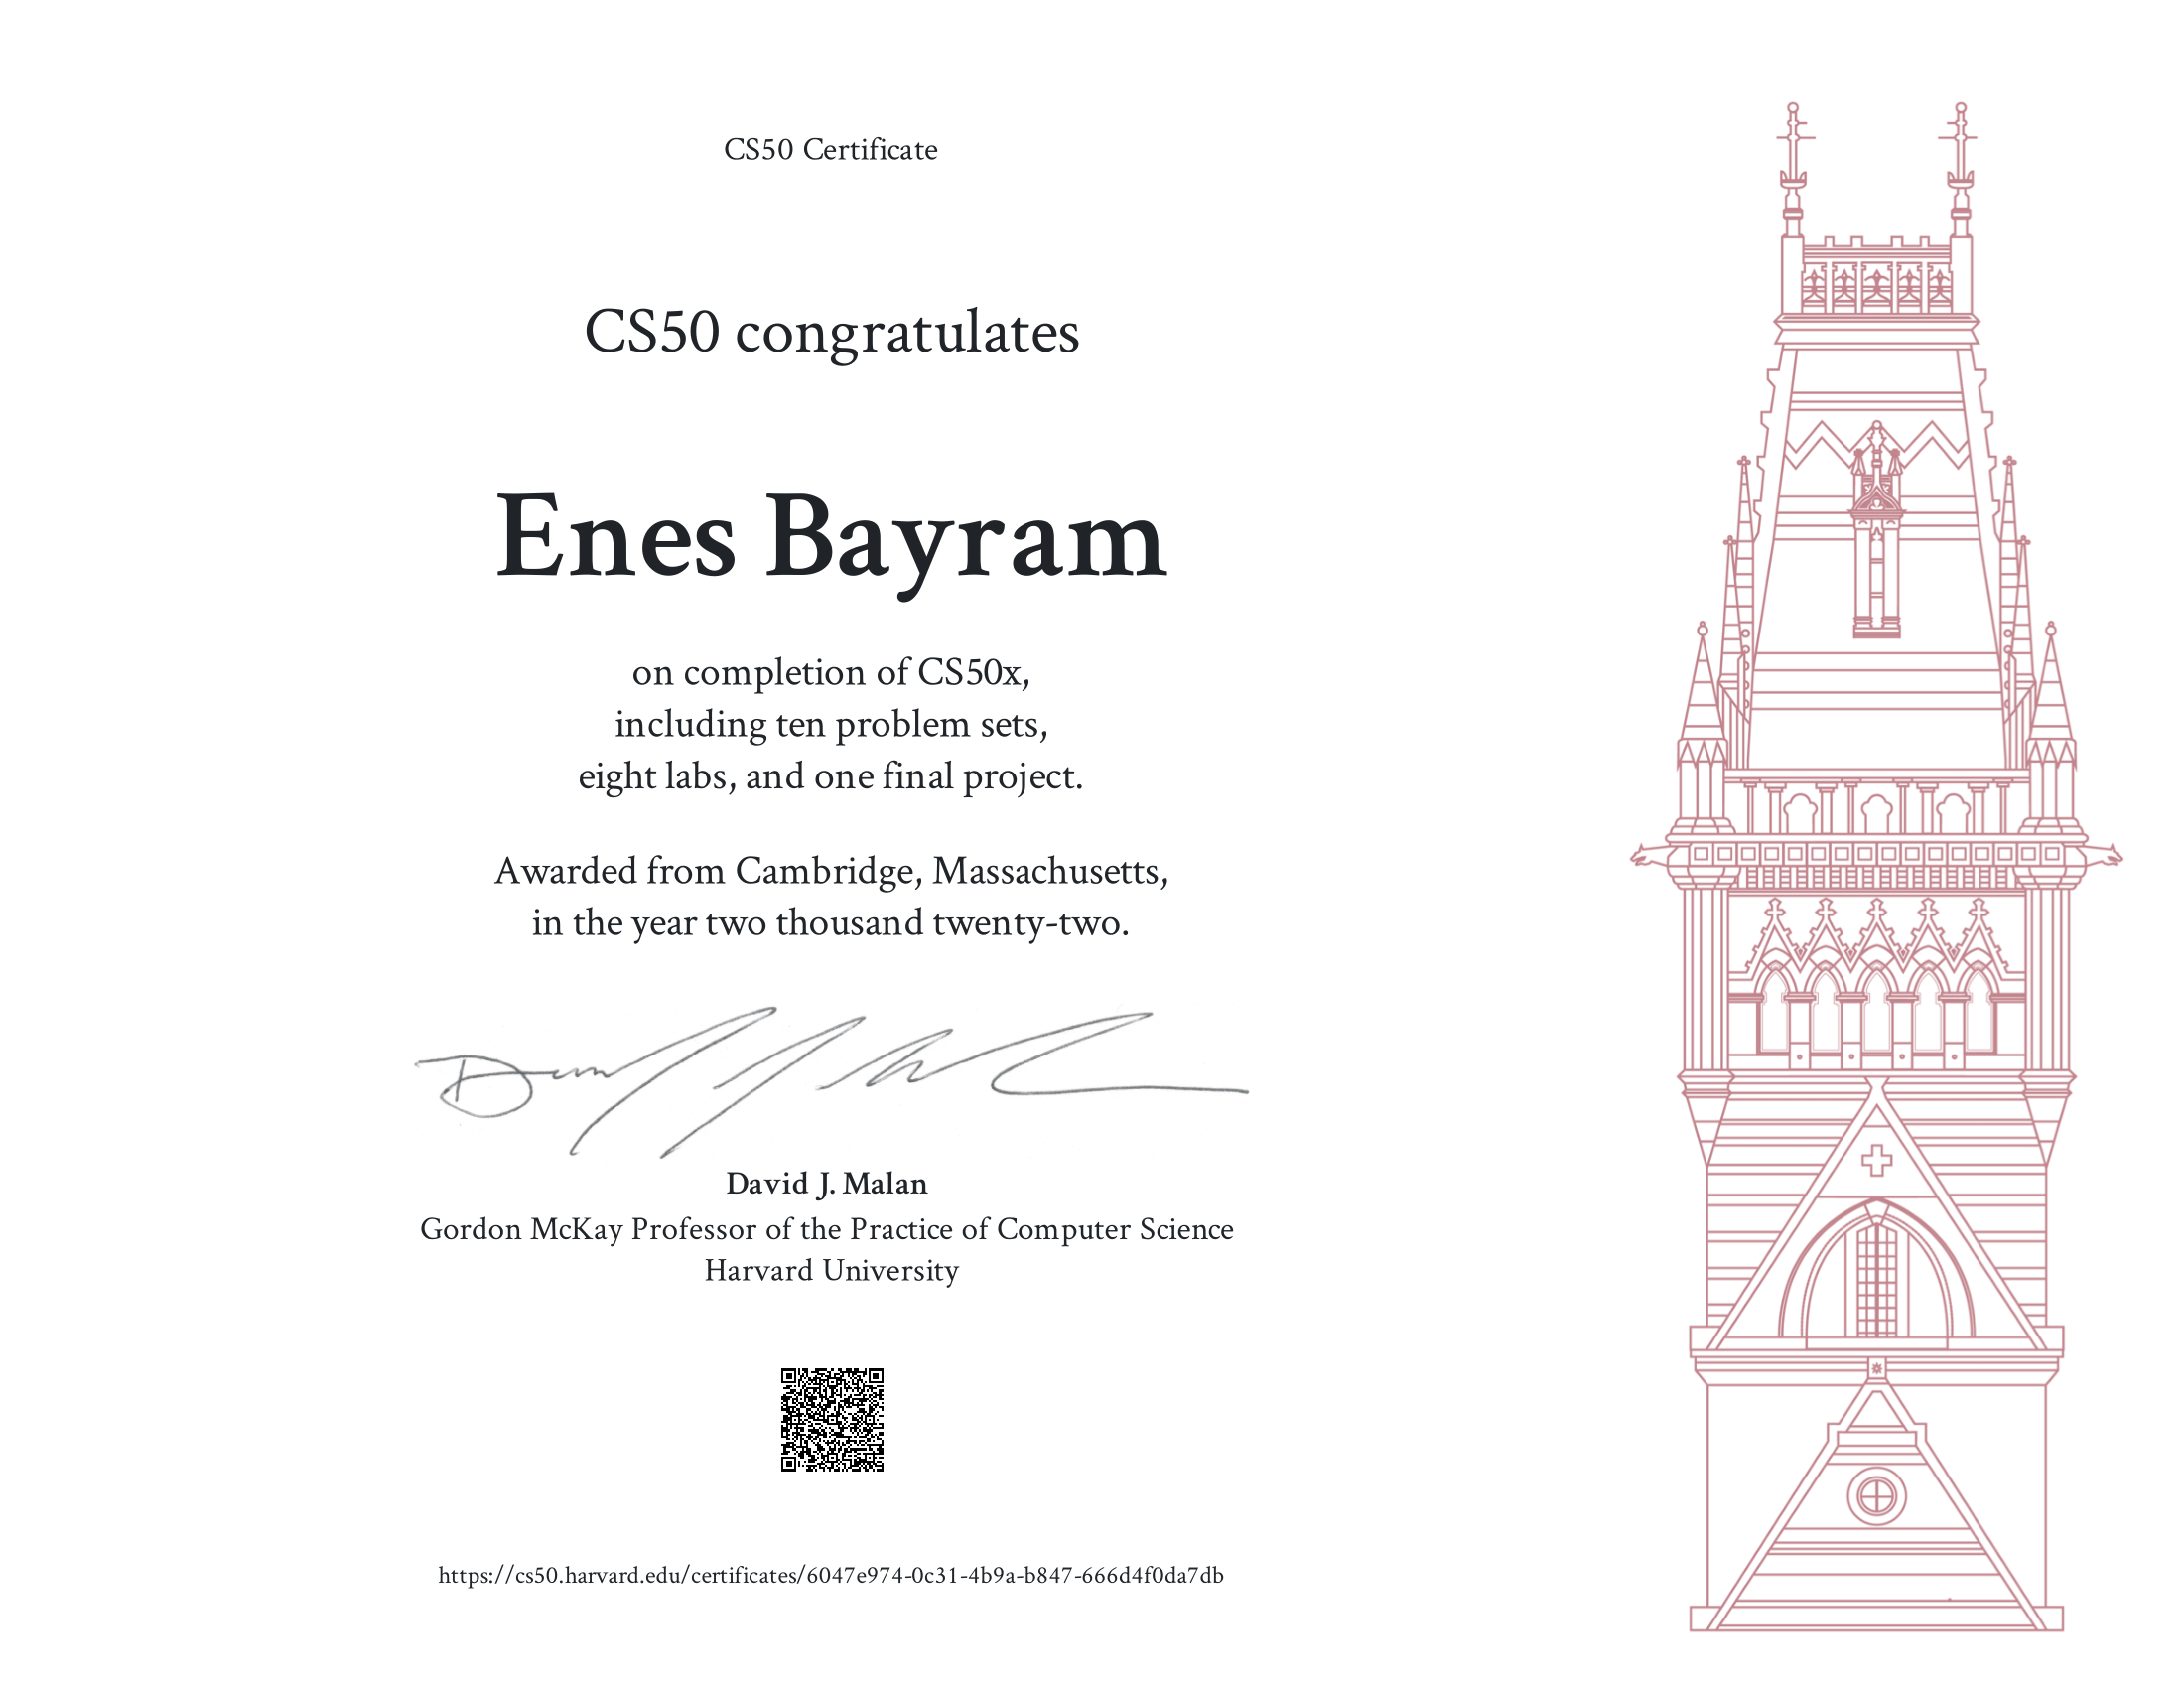 CS50 Certificate
CS50 congratulates
Enes Bayram
on completion of CS50x,
including ten problem sets,
eight labs, and one final project.
Awarded from Cambridge, Massachusetts,
in the year two thousand twenty-two.
David J. Malan
Gordon McKay Professor of the Practice of Computer Science
Harvard University
https://cs50.harvard.edu/certificates/6047e974-0c31-4b9a-b847-666d4f0da7db